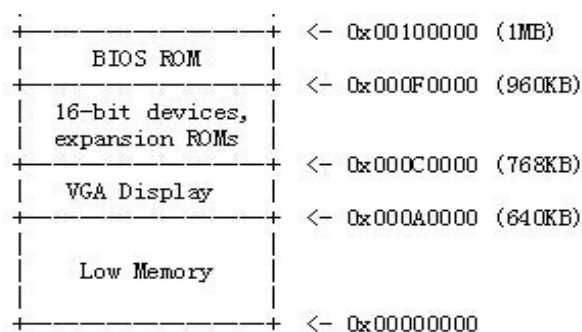 <- 0x00100000 (1MB)
BIOS ROM
<- 0x000F0000 (960KB)
16-bit devices,
expansion ROMs
<- 0x000C0000 (768KB)
VGA Display
<- 0x000A0000 (640KB)
Low Memory
<- 0x00000000